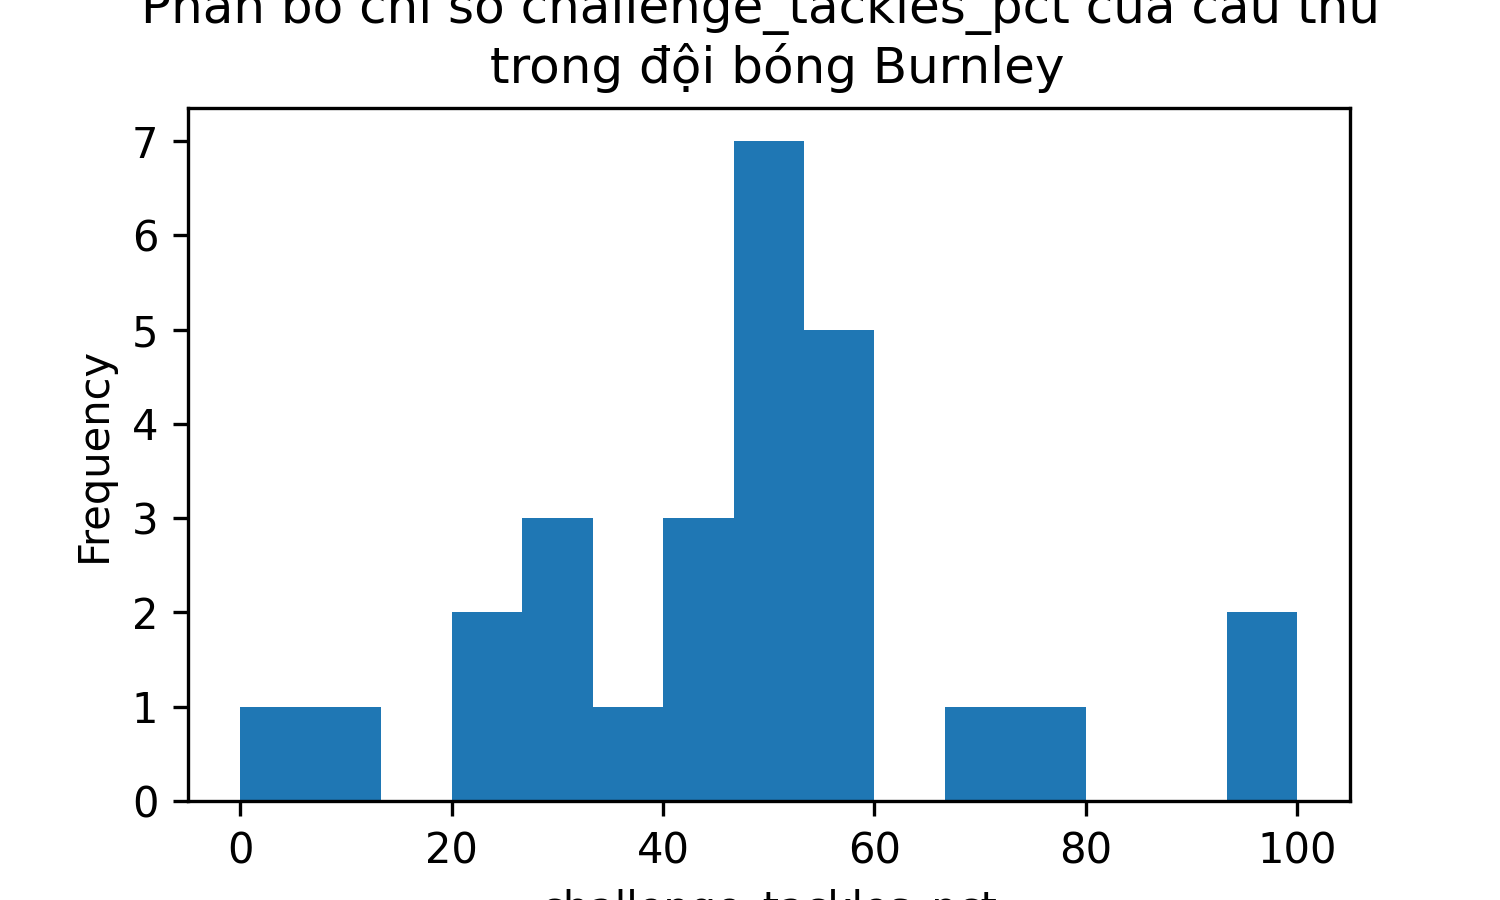 Phân bố chỉ số challenge_tackles_pct của cầu thủ
trong đội bóng Burnley
7
6
5
4
3
2
1
0
Frequency
0 20 40 60 80 100
challenge_tackles_pct